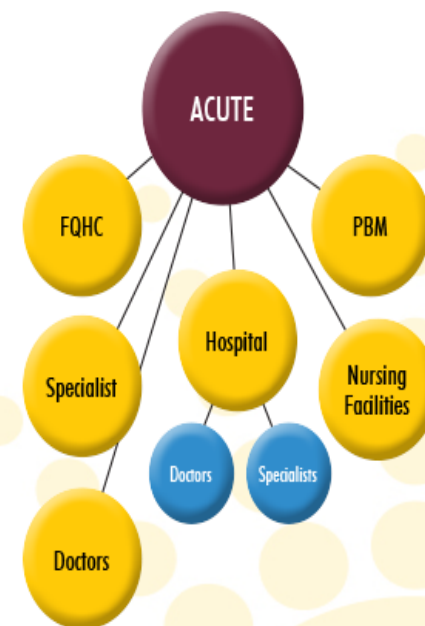 ACUTE
FQHC
PBM
Hospital
Specialist
Nursing
Facilities
Doctors
Specialists
Doctors